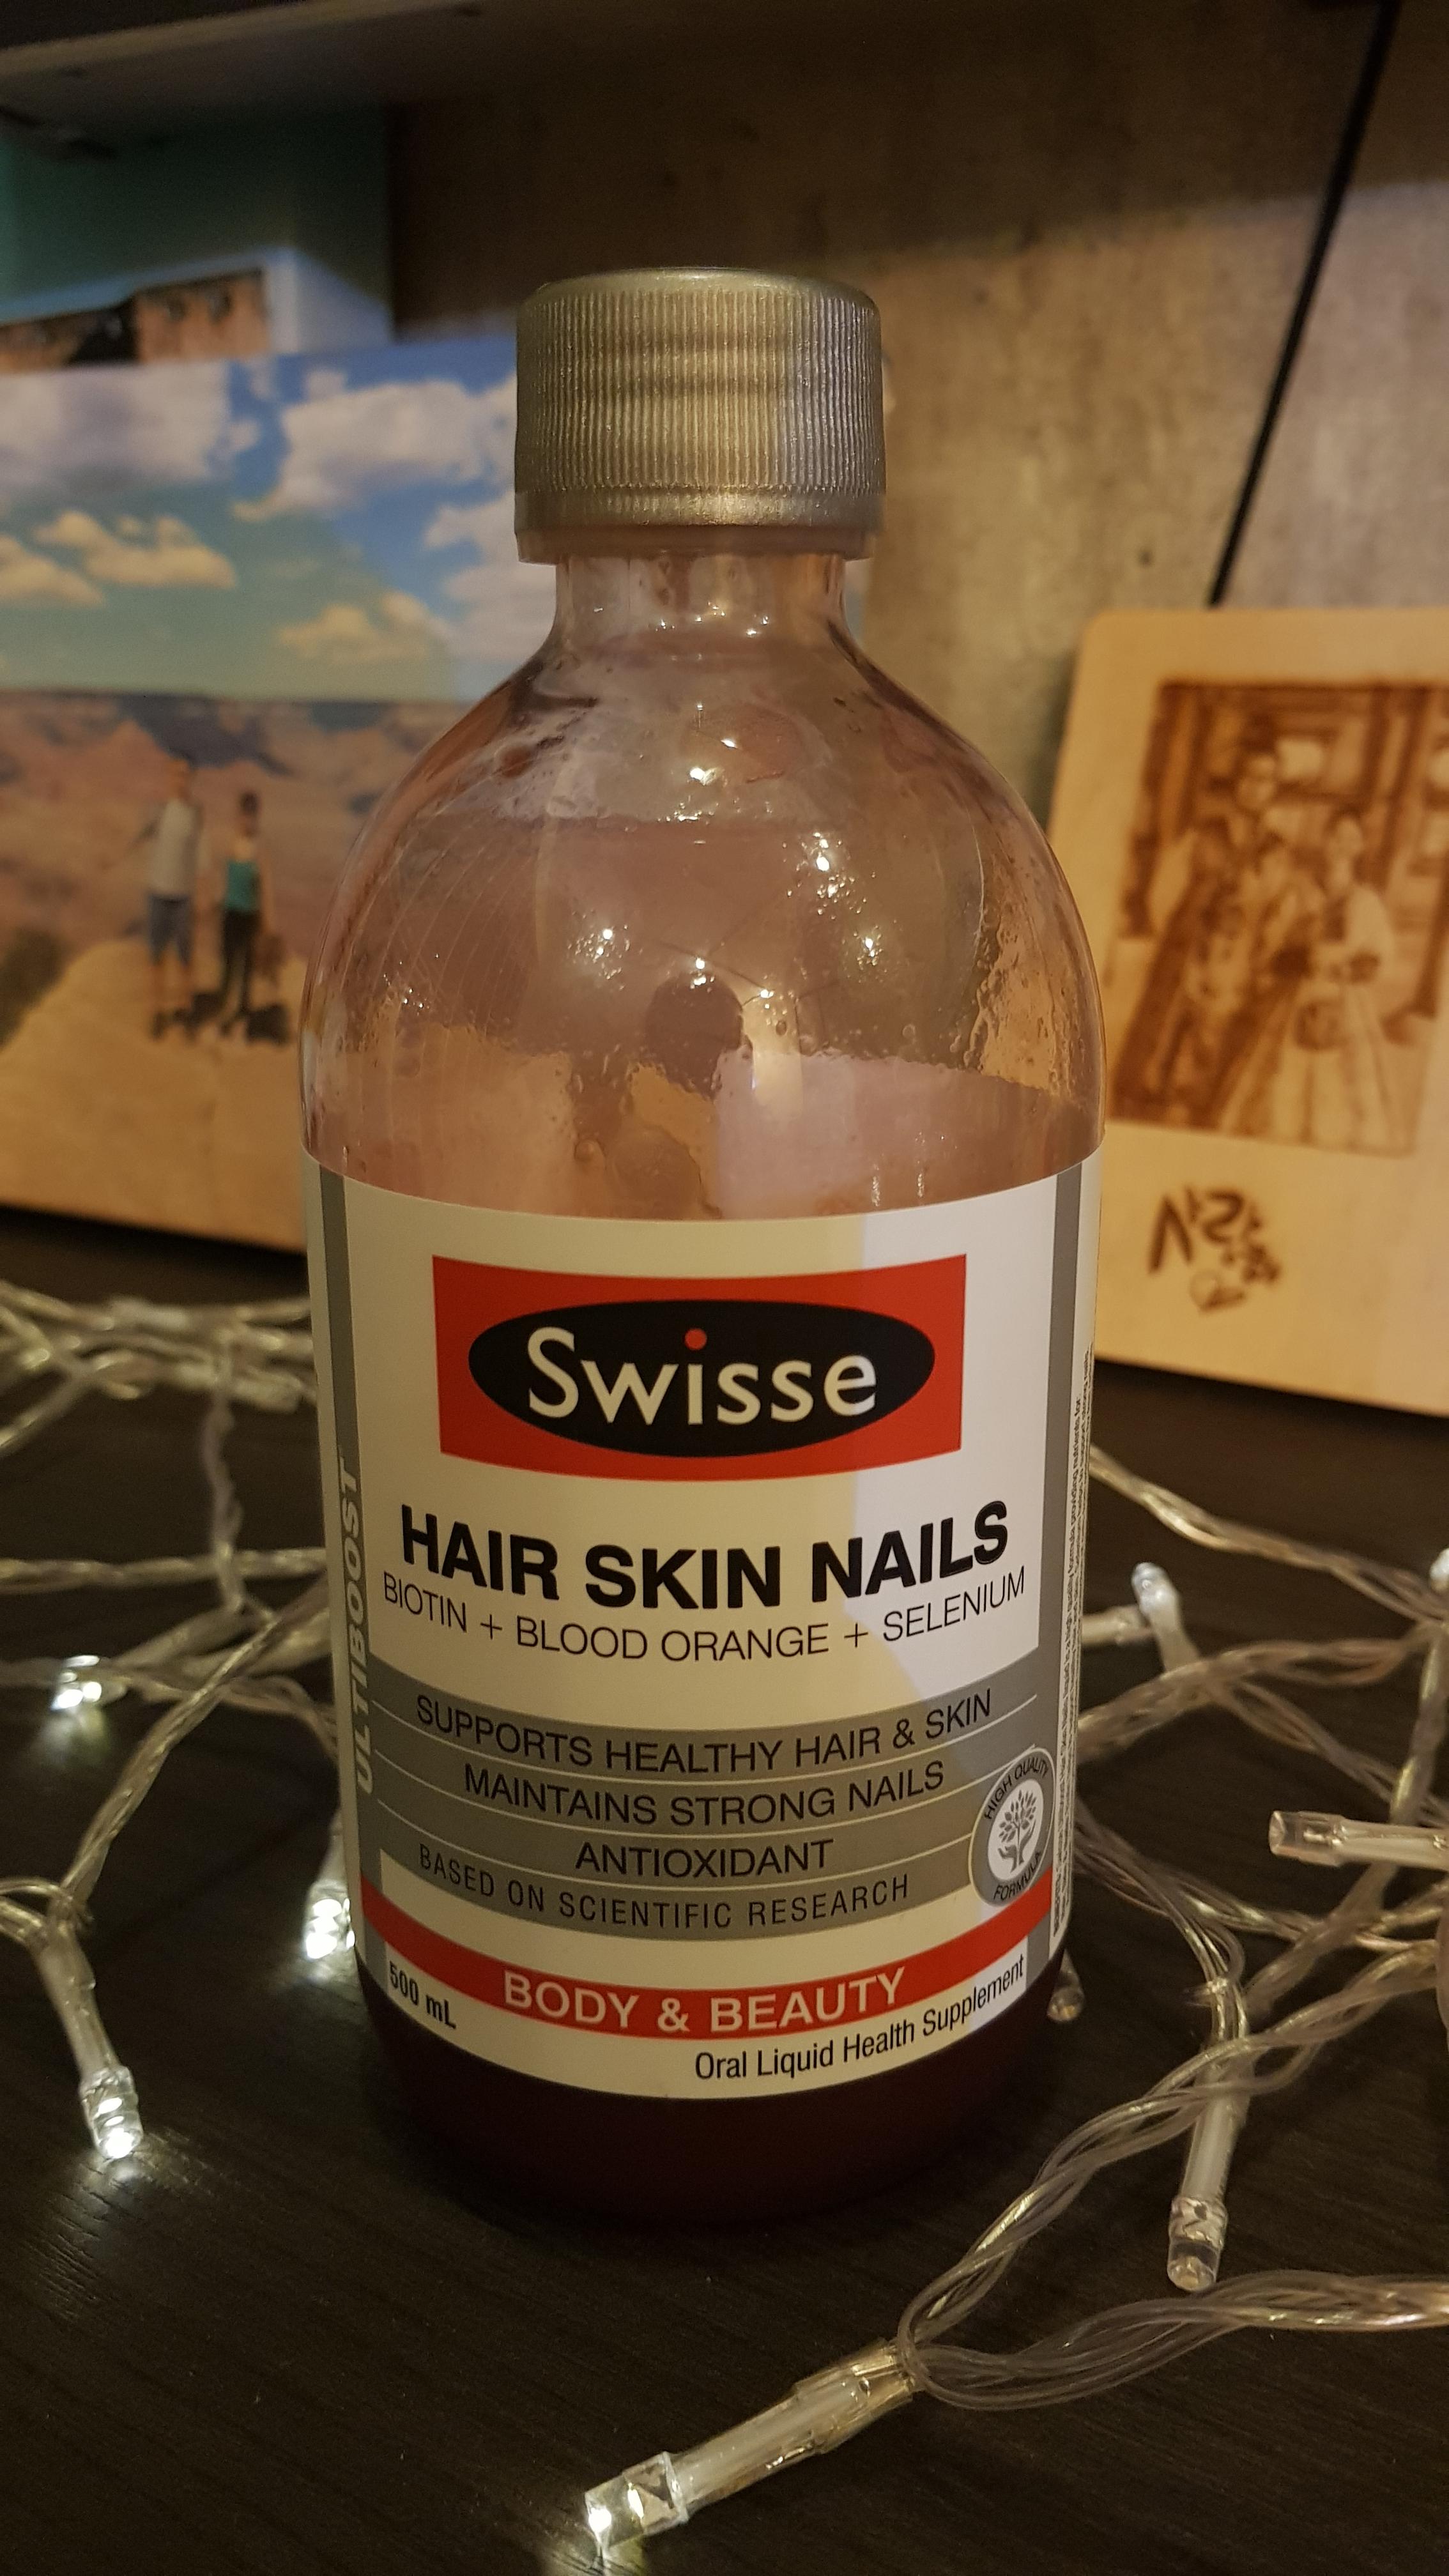 Swisse
ULTIBOOST
HAIR SKIN NAILS
BIOTIN + BLOOD ORANGE + SELENIUM
SUPPORTS HEALTHY HAIR & SKIN
MAINTAINS STRONG NAILS
ANTIOXIDANT
BASED ON SCIENTIFIC RESEARCH
HIGH QUALITY
FORMULA
BODY & BEAUTY
500 mL
Oral Liquid Health Supplement